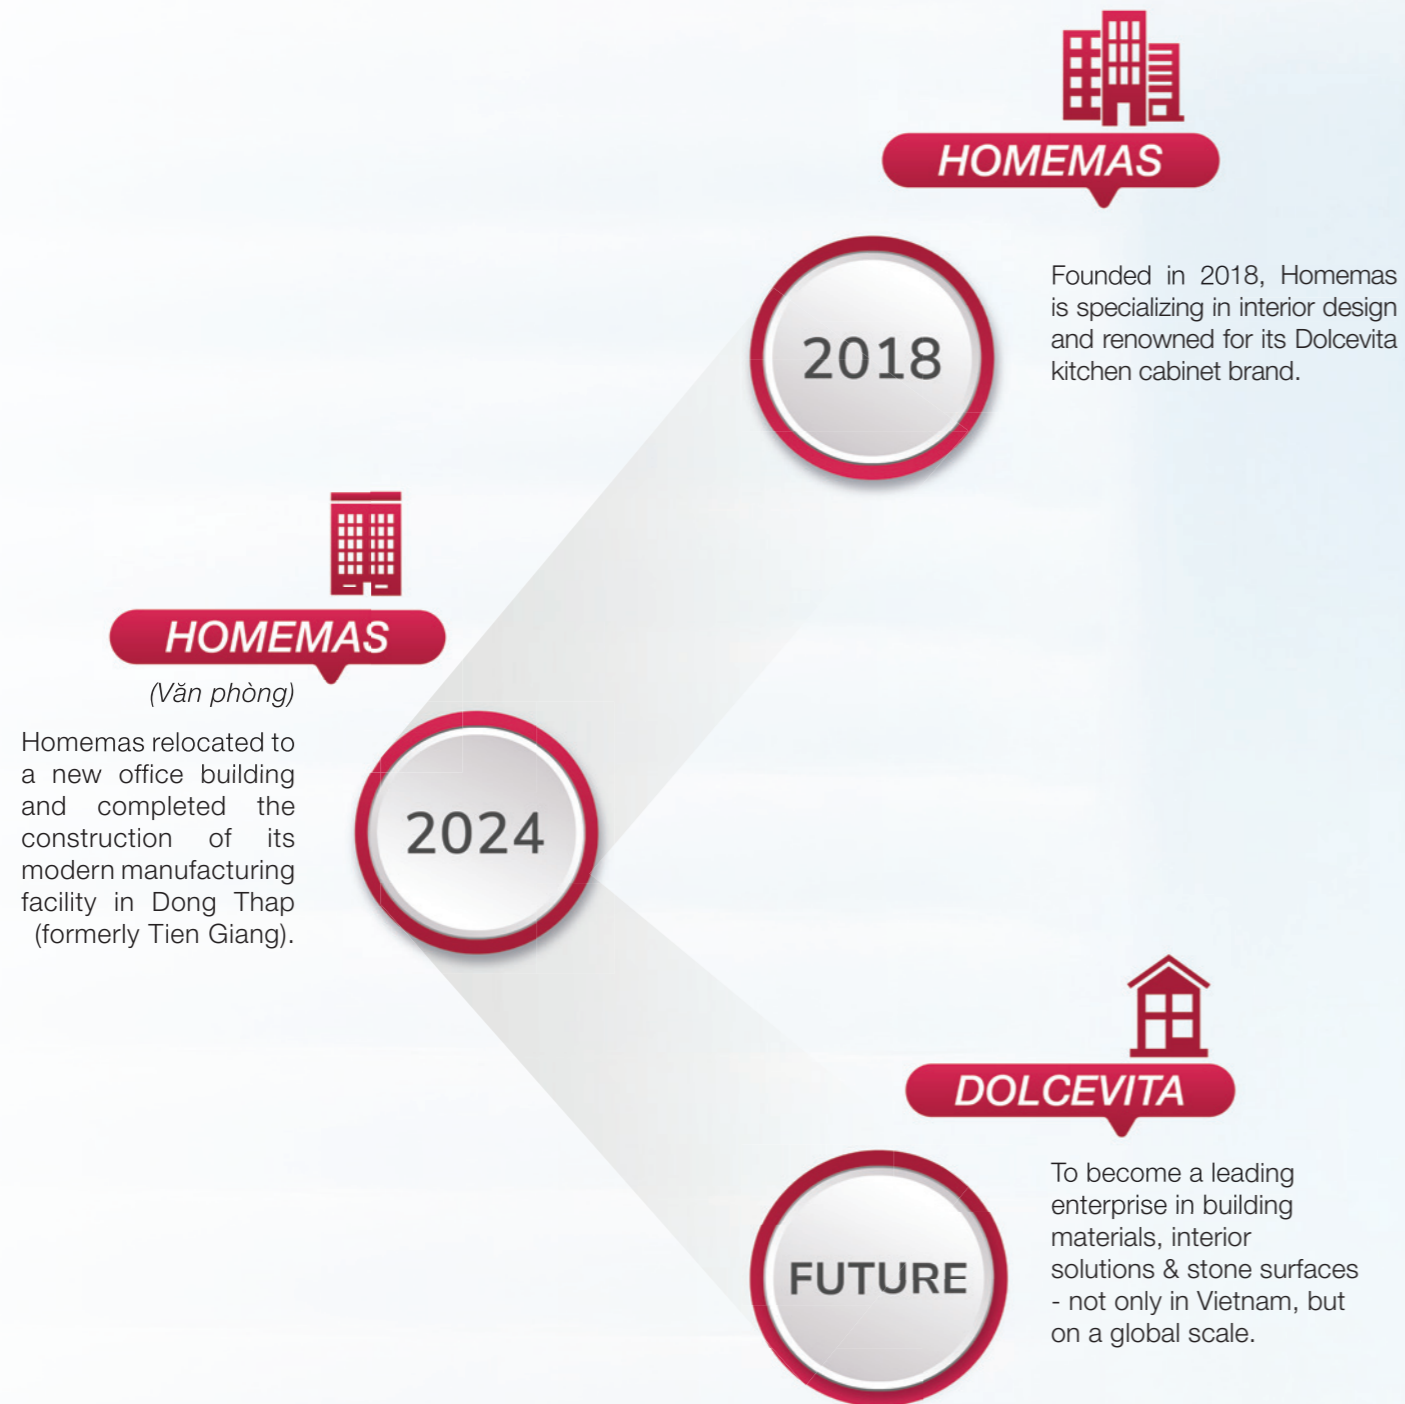 HOMEMAS
2018
Founded in 2018, Homemas
is specializing in interior design
and renowned for its Dolcevita
kitchen cabinet brand.
HOMEMAS
(Văn phòng)
Homemas relocated to
a new office building
and completed the
construction of its
modern manufacturing
facility in Dong Thap
(formerly Tien Giang).
2024
DOLCEVITA
FUTURE
To become a leading
enterprise in building
materials, interior
solutions & stone surfaces
- not only in Vietnam, but
on a global scale.